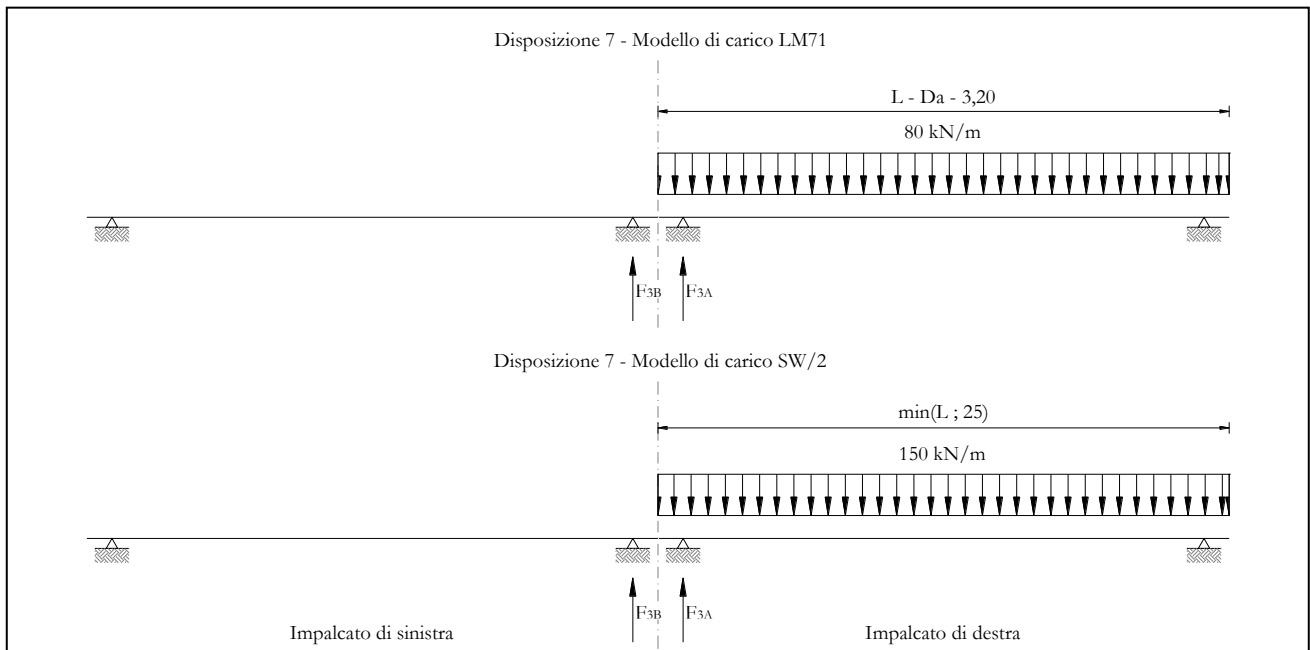 Disposizione 7 - Modello di carico LM71
L - Da - 3,20
80 kN/m
F3B
F3A
Disposizione 7 - Modello di carico SW/2
min(L ; 25)
150 kN/m
F3B
F3A
Impalcato di sinistra
Impalcato di destra